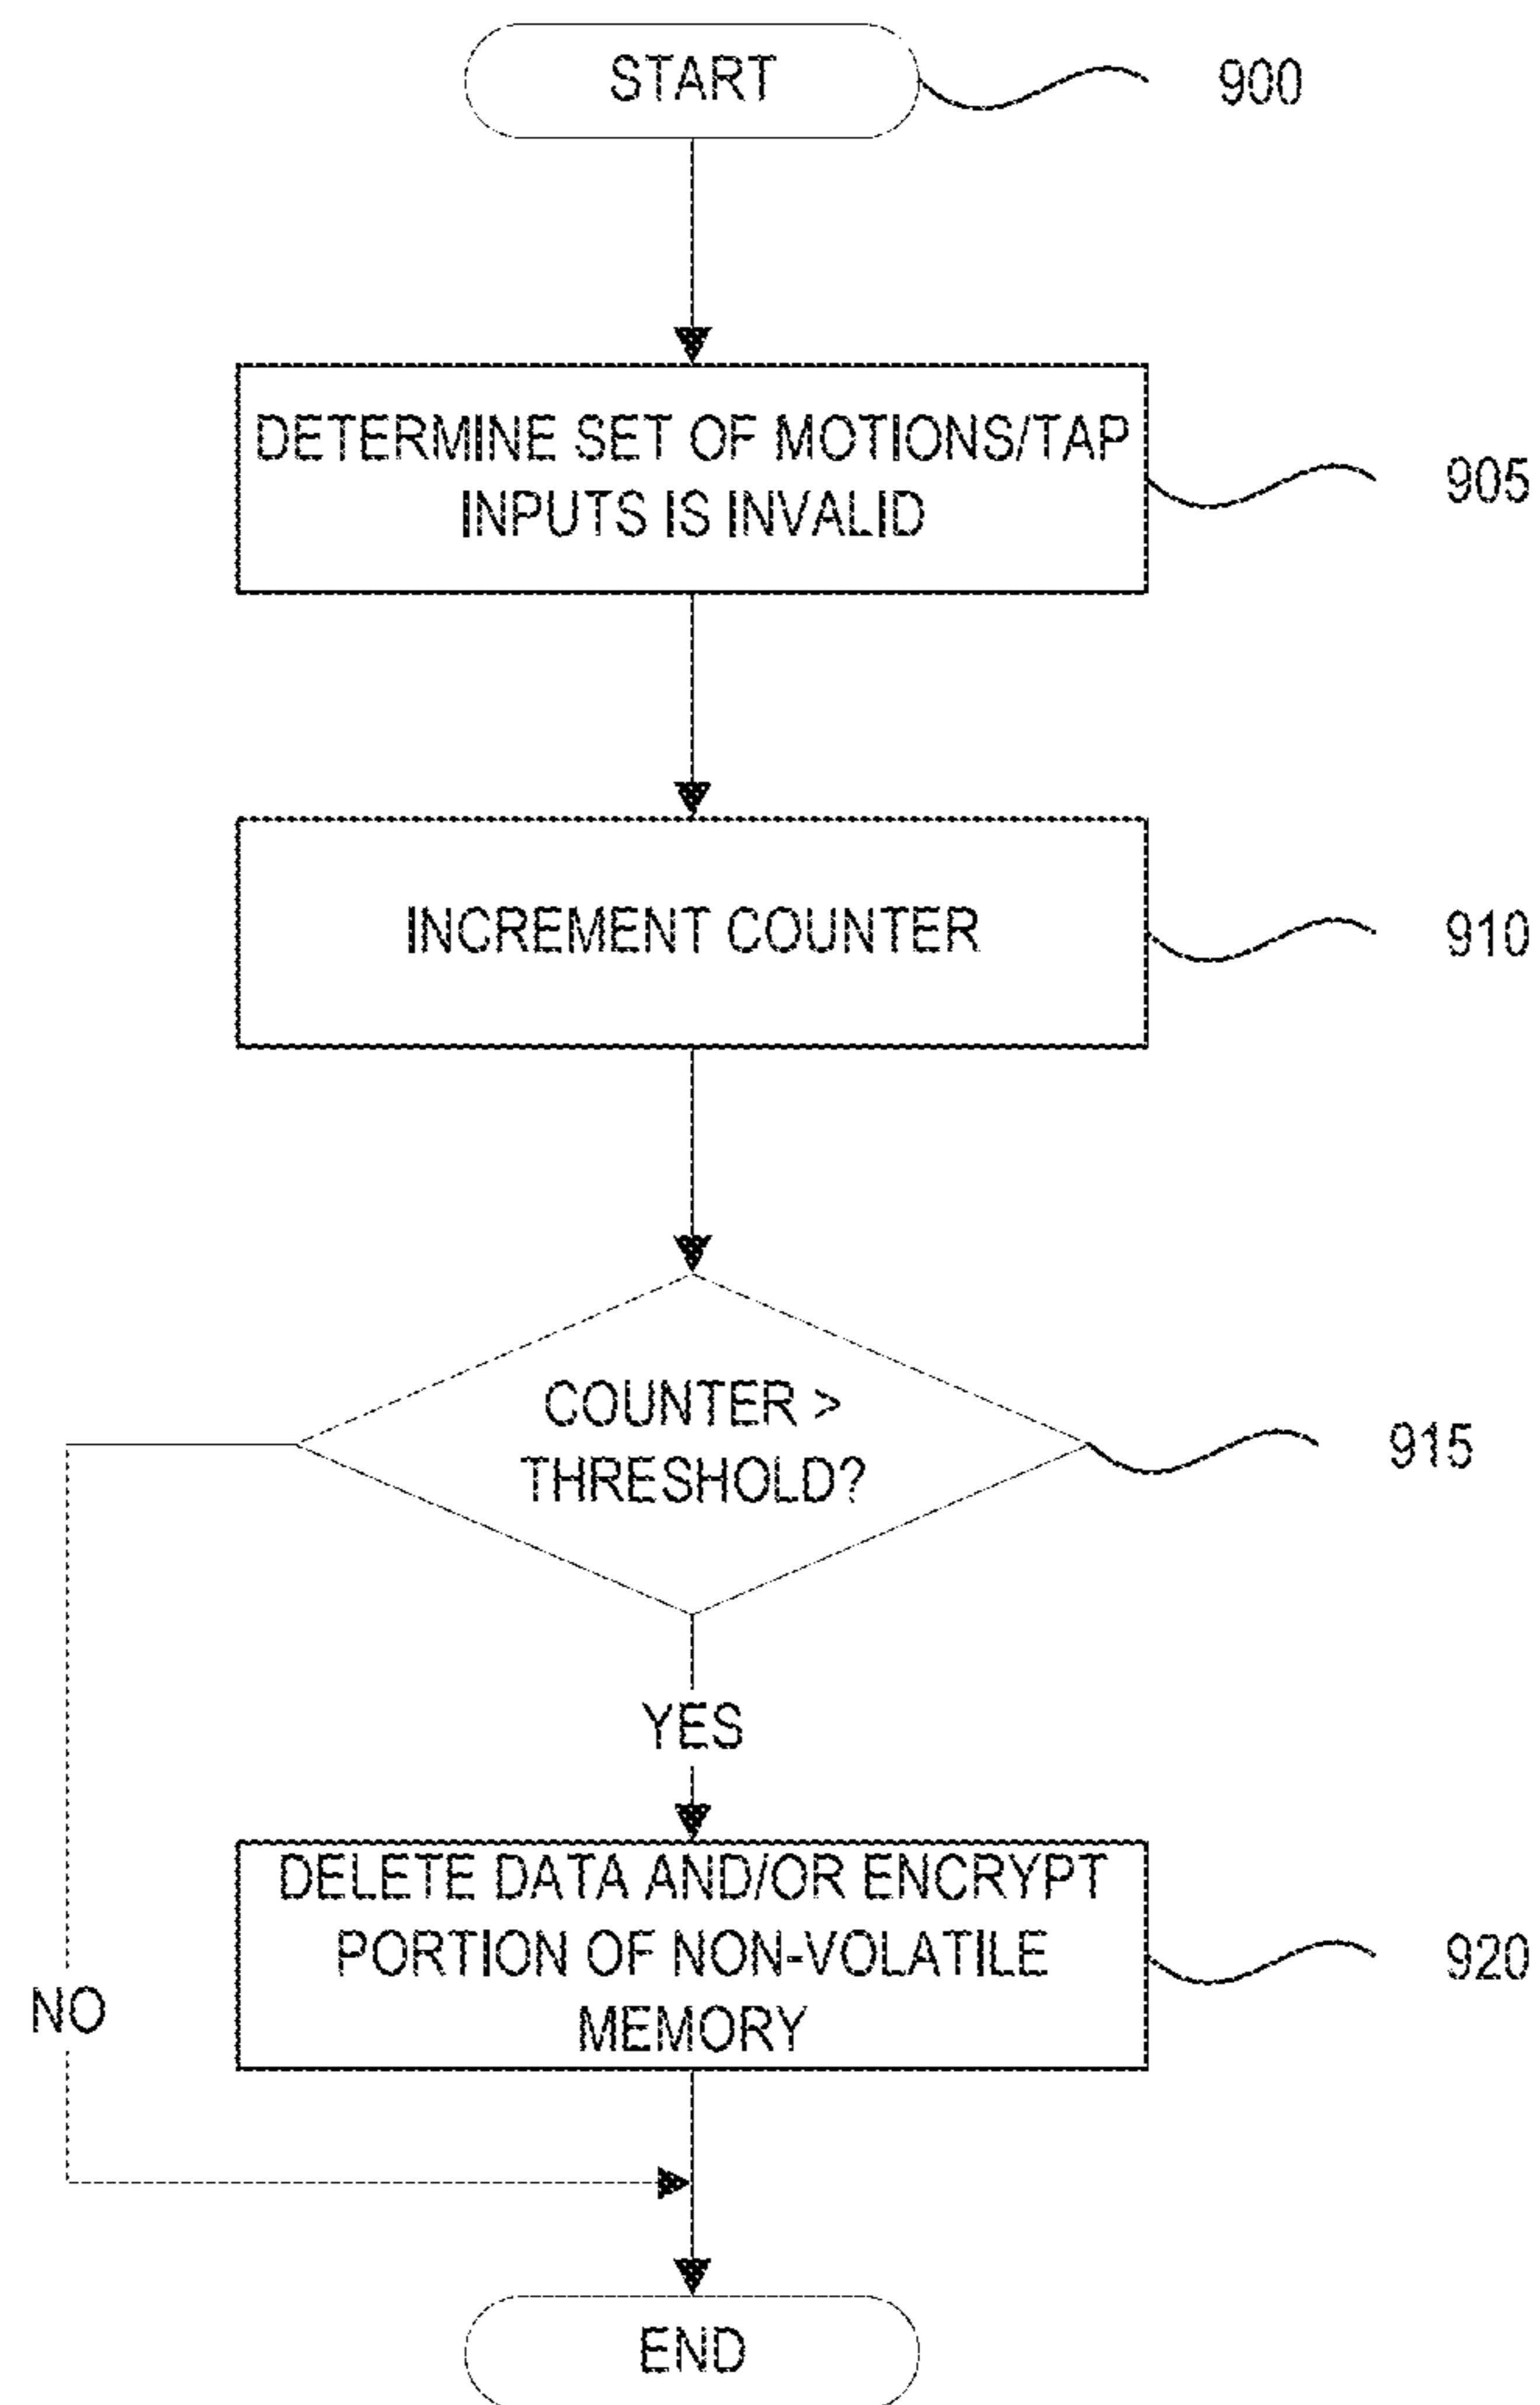 START
900
DETERMINE SET OF MOTIONS/TAP
INPUTS IS INVALID
905
INCREMENT COUNTER
910
COUNTER >
THRESHOLD?
915
YES
DELETE DATA AND/OR ENCRYPT
PORTION OF NON-VOLATILE
MEMORY
920
NO
END